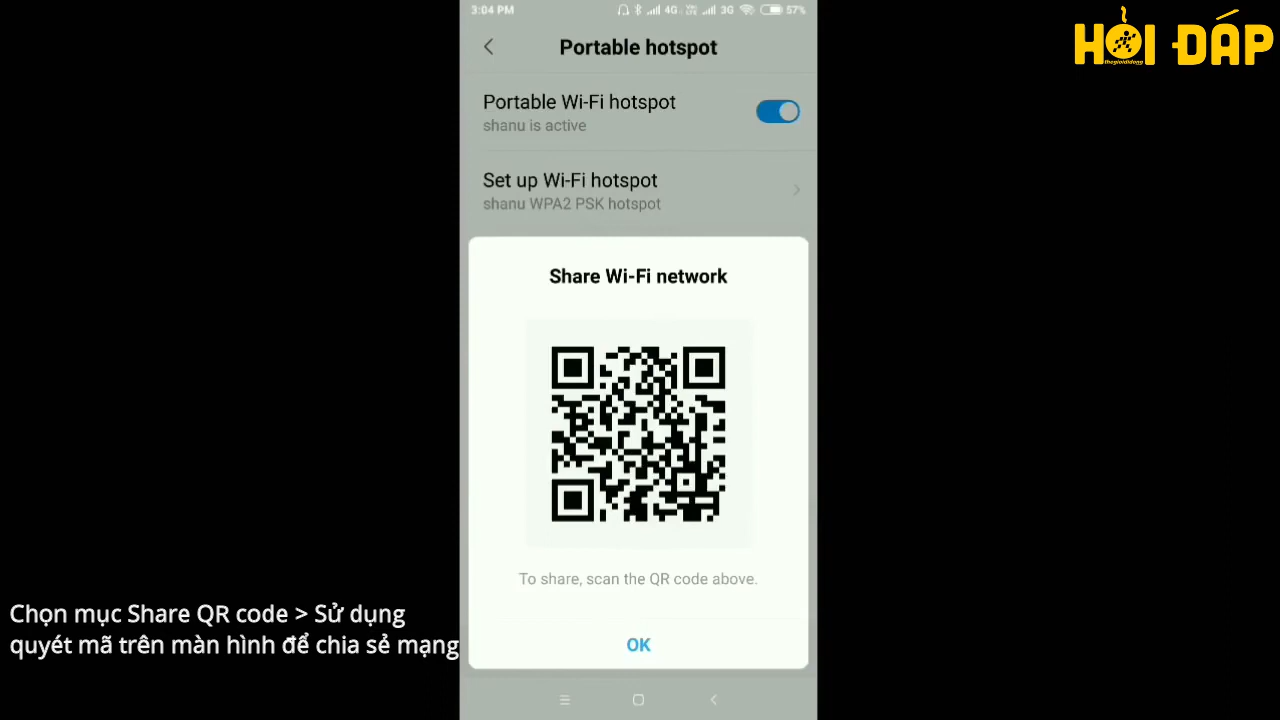 3:04 PM
4G
3G
57%
HỎI ĐÁP
thegioididong
Portable hotspot
Portable Wi-Fi hotspot
shanu is active
Set up Wi-Fi hotspot
shanu WPA2 PSK hotspot
Share Wi-Fi network
To share, scan the QR code above.
OK
Chọn mục Share QR code > Sử dụng
quyét mã trên màn hình để chia sẻ mạng